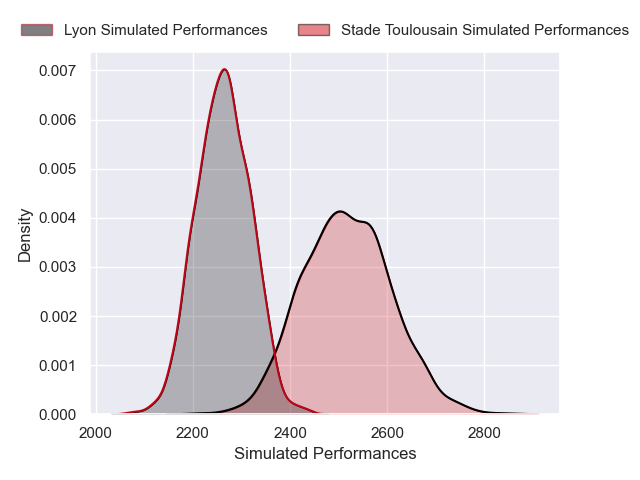 Lyon Simulated Performances
Stade Toulousain Simulated Performances
0.007
0.006
0.005
0.004
0.003
0.002
0.001
0.000
Density
2000 2200 2400 2600 2800
Simulated Performances